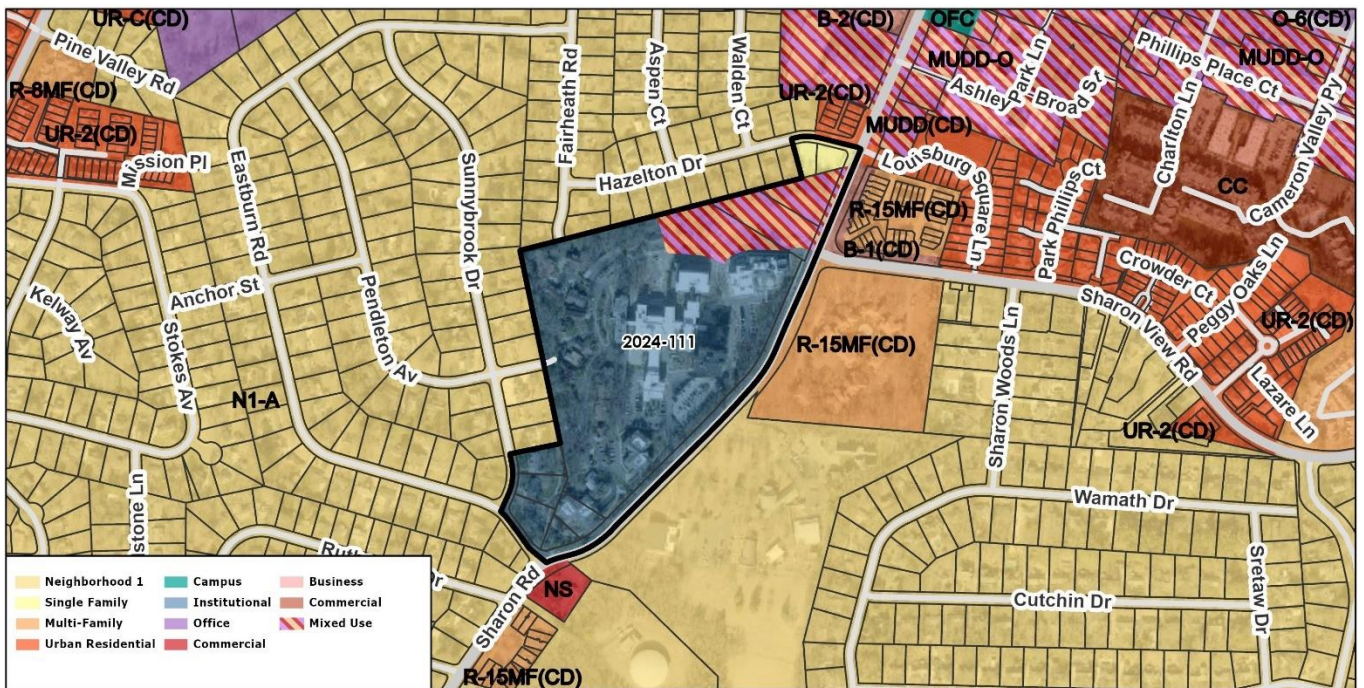 UR-C(CD)
B-2(CD)
OFC
O-6(CD)
Pine Valley Rd
Fairheath Rd
Aspen Ct
Walden Ct
MUDD-O
Park Ln
Phillips Place Ct
MUDD-O
R-8MF(CD)
UR-2(CD)
Ashley
Broad St
Charlton Ln
Cameron Valley Py
UR-2(CD)
MUDD(CD)
Mission Pl
Eastburn Rd
Sunnybrook Dr
Hazelton Dr
Louisburg Square Ln
Park Phillips Ct
CC
R-15MF(CD)
B-1(CD)
Crowder Ct
Peggy Oaks Ln
Anchor St
Pendleton Av
Kelway Av
Stokes Av
2024-111
R-15MF(CD)
Sharon Woods Ln
Sharon View Rd
UR-2(CD)
Lazare Ln
N1-A
UR-2(CD)
Wamath Dr
Sretaw Dr
Cutchin Dr
Sharon Rd
NS
R-15MF(CD)
Neighborhood 1
Single Family
Multi-Family
Urban Residential
Campus
Institutional
Office
Commercial
Business
Commercial
Mixed Use